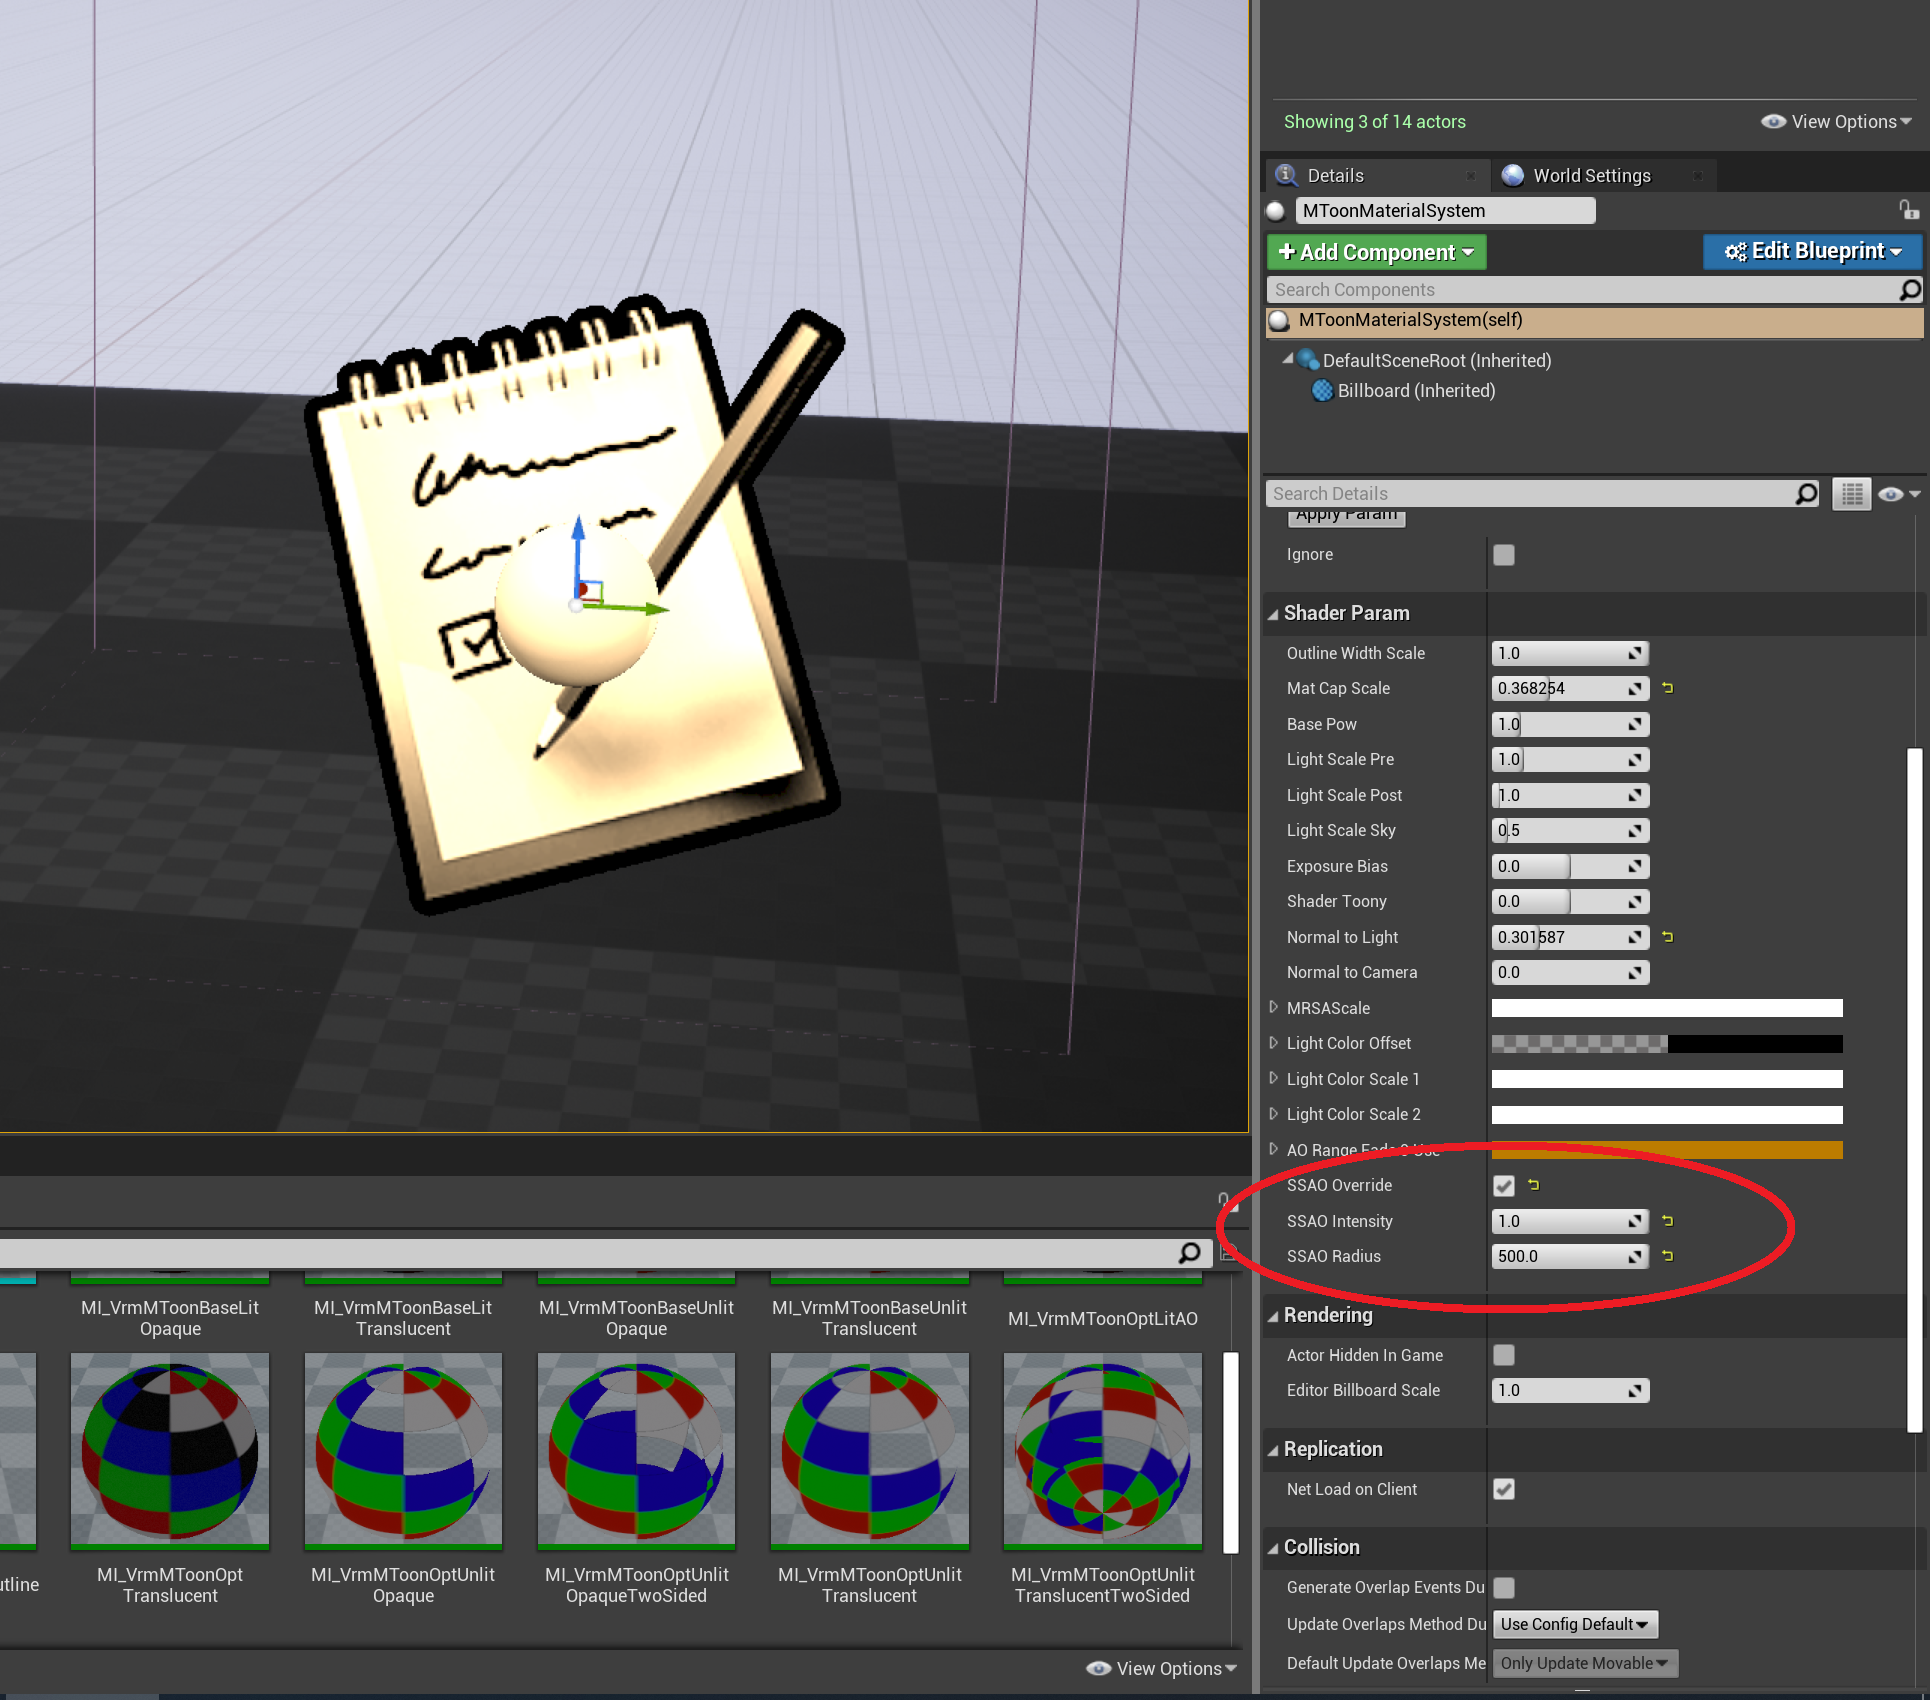 Showing 3 of 14 actors
View Options
Details
World Settings
MToonMaterialSystem
+ Add Component
Edit Blueprint
Search Components
MToonMaterialSystem(self)
DefaultSceneRoot (Inherited)
Billboard (Inherited)
Search Details
Apply Param
Ignore
Shader Param
Outline Width Scale 1.0
Mat Cap Scale 0.368254
Base Pow 1.0
Light Scale Pre 1.0
Light Scale Post 1.0
Light Scale Sky 0.5
Exposure Bias 0.0
Shader Toony 0.0
Normal to Light 0.301587
Normal to Camera 0.0
MRSAScale
Light Color Offset
Light Color Scale 1
Light Color Scale 2
AO Range Fade
SSAO Override
SSAO Intensity 1.0
SSAO Radius 500.0
Rendering
Actor Hidden In Game
Editor Billboard Scale 1.0
Replication
Net Load on Client
Collision
Generate Overlap Events Du
Update Overlaps Method Du Use Config Default
Default Update Overlaps Me Only Update Movable
MI_VrmMToonBaseLit
Opaque
MI_VrmMToonBaseLit
Translucent
MI_VrmMToonBaseUnlit
Opaque
MI_VrmMToonBaseUnlit
Translucent
MI_VrmMToonOptLitAO
utline
MI_VrmMToonOpt
Translucent
MI_VrmMToonOptUnlit
Opaque
MI_VrmMToonOptUnlit
OpaqueTwoSided
MI_VrmMToonOptUnlit
Translucent
MI_VrmMToonOptUnlit
TranslucentTwoSided
View Options